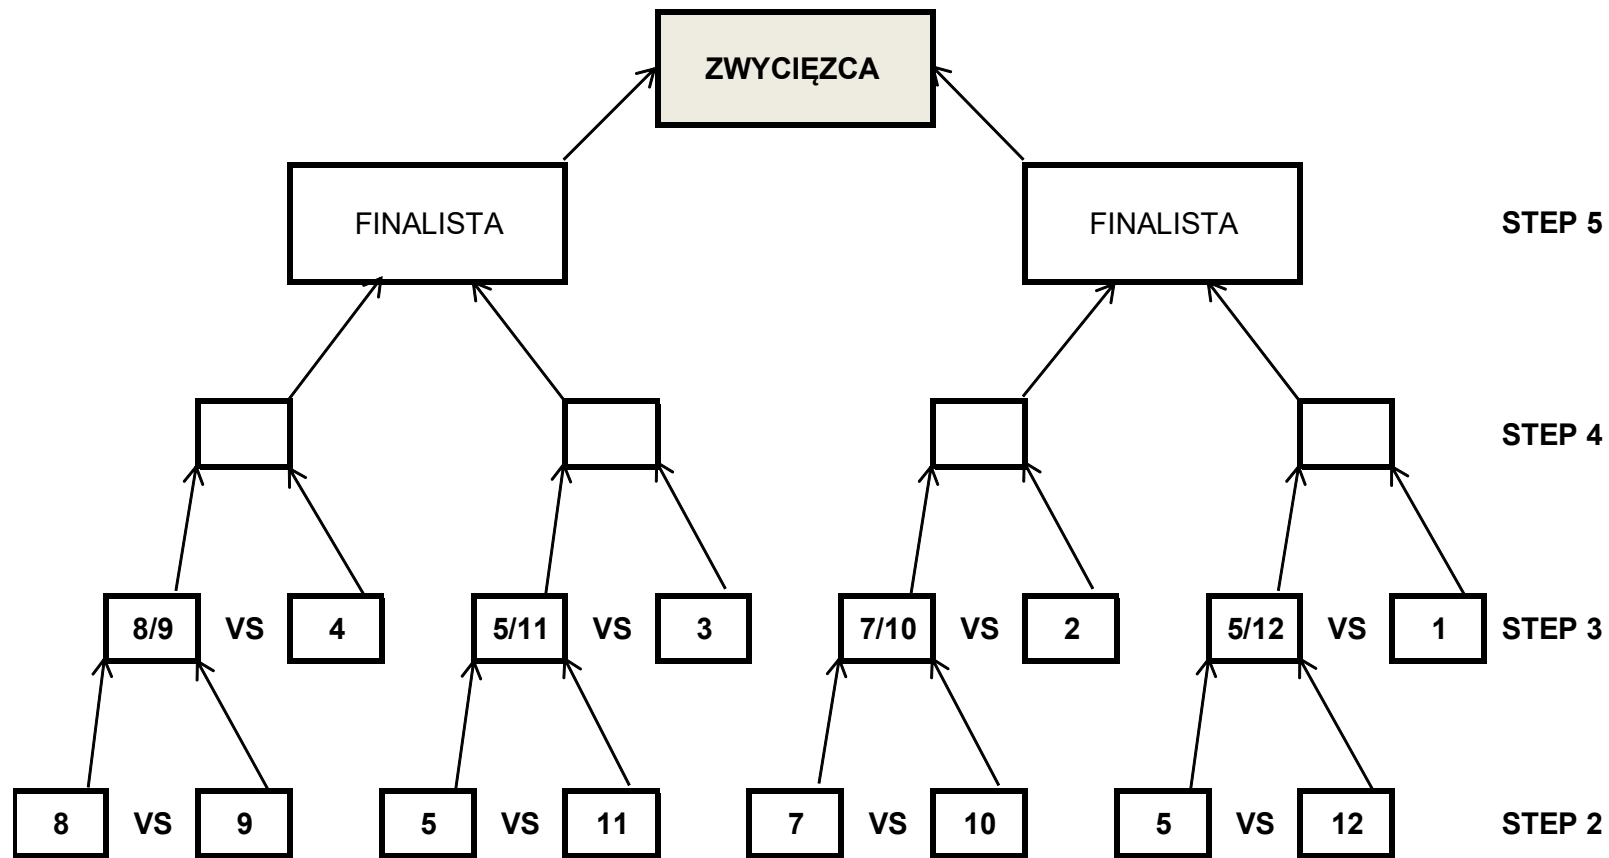 ZWYCIĘZCA
FINALISTA FINALISTA STEP 5
STEP 4
8/9 VS 4 5/11 VS 3 7/10 VS 2 5/12 VS 1 STEP 3
8 VS 9 5 VS 11 7 VS 10 5 VS 12 STEP 2